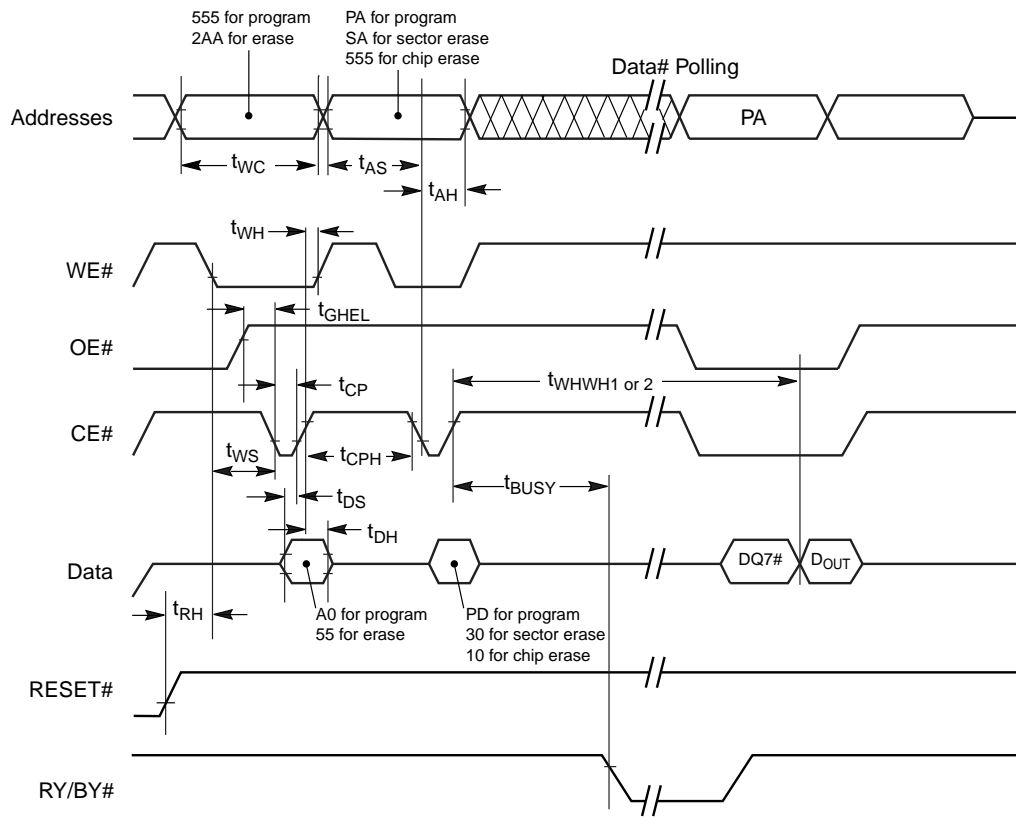 555 for program
2AA for erase
PA for program
SA for sector erase
555 for chip erase
Data# Polling
Addresses
PA
tWC
tAS
tAH
tWH
WE#
tGHEL
OE#
tCP
tWHWH1 or 2
CE#
tWS
tCPH
tBUSY
tDS
tDH
Data
DQ7#
DOUT
tRH
A0 for program
55 for erase
PD for program
30 for sector erase
10 for chip erase
RESET#
RY/BY#